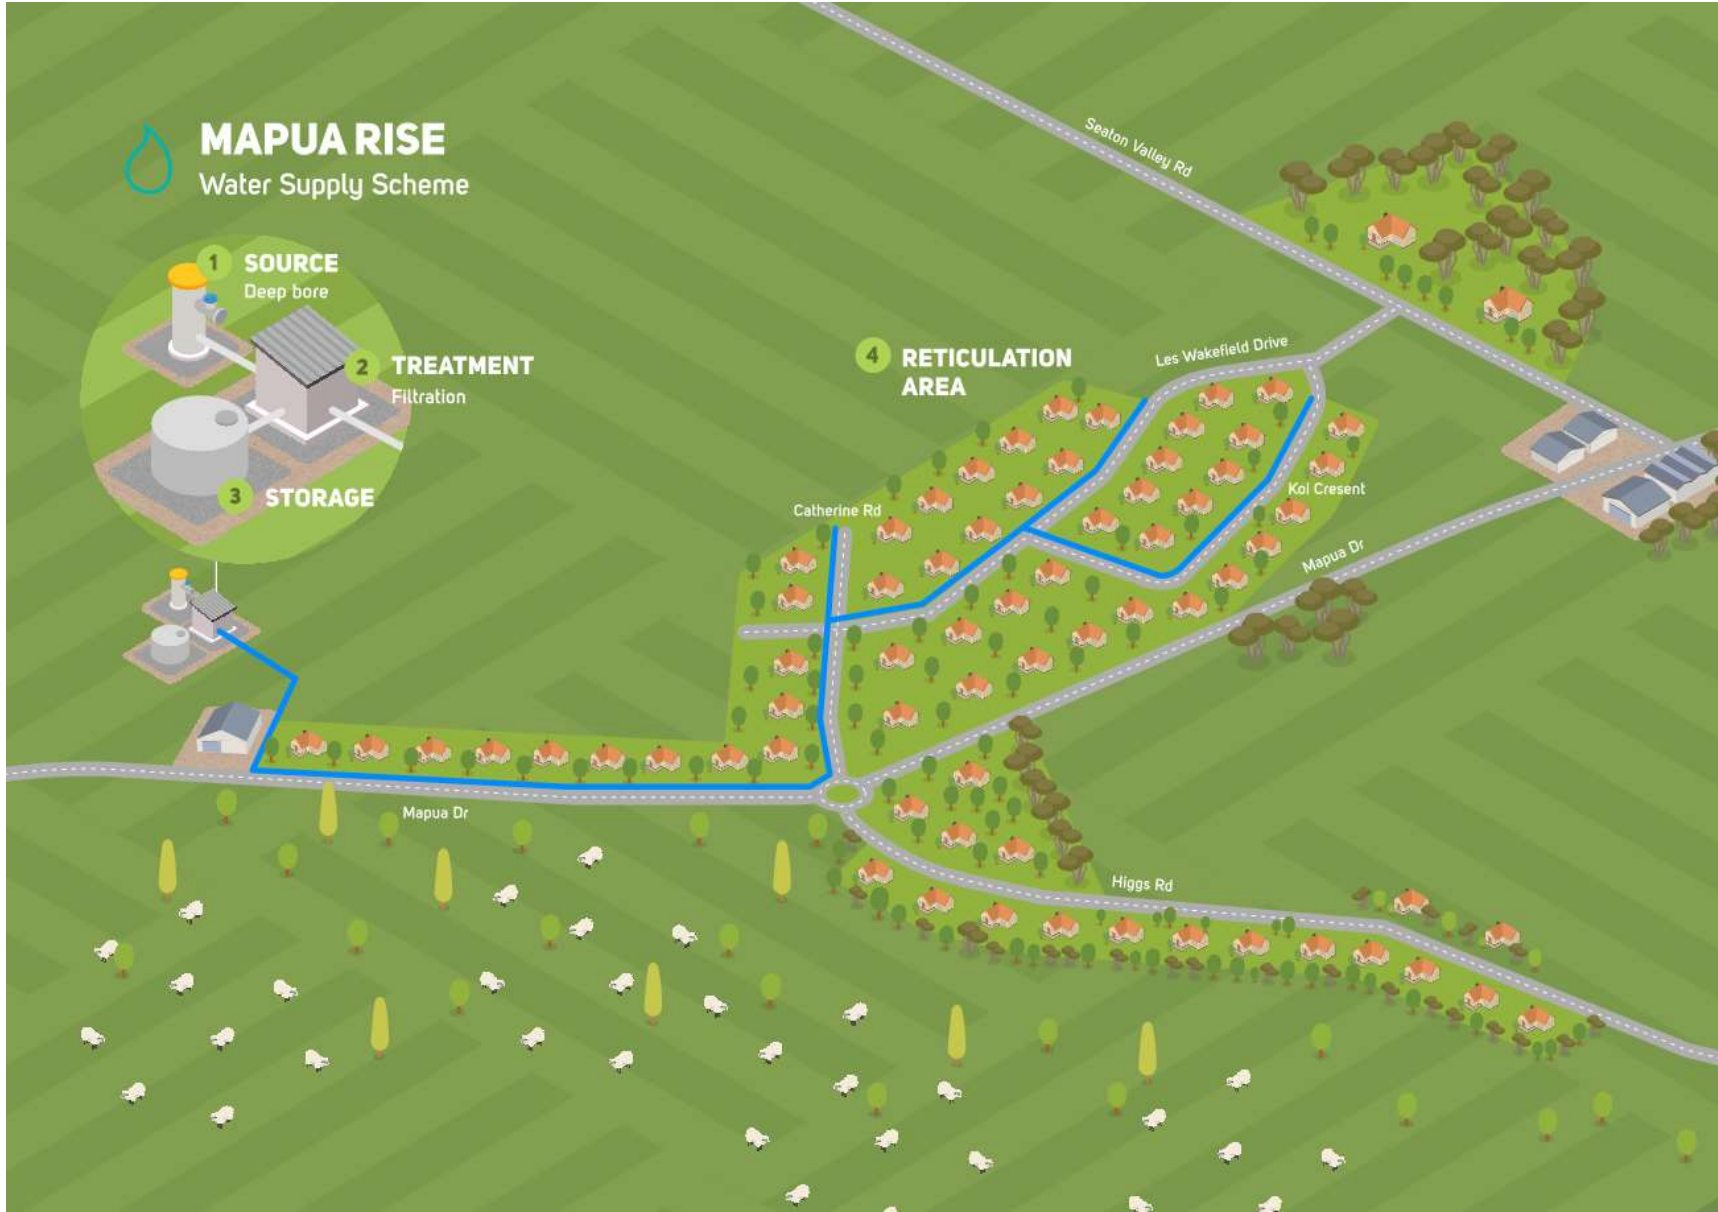 MAPUA RISE
Water Supply Scheme
1
SOURCE
Deep bore
2
TREATMENT
Filtration
3
STORAGE
4
RETICULATION
AREA
Seaton Valley Rd
Les Wakefield Drive
Catherine Rd
Kol Cresent
Mapua Dr
Mapua Dr
Higgs Rd